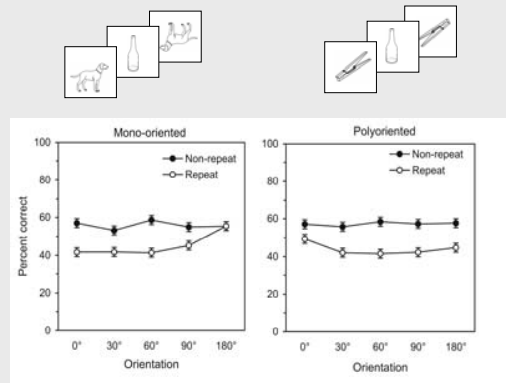 Mono-oriented
100
80
60
40
20
0
Percent correct
Non-repeat
Repeat
0° 30° 60° 90° 180°
Orientation
Polyoriented
100
80
60
40
20
0
Non-repeat
Repeat
0° 30° 60° 90° 180°
Orientation